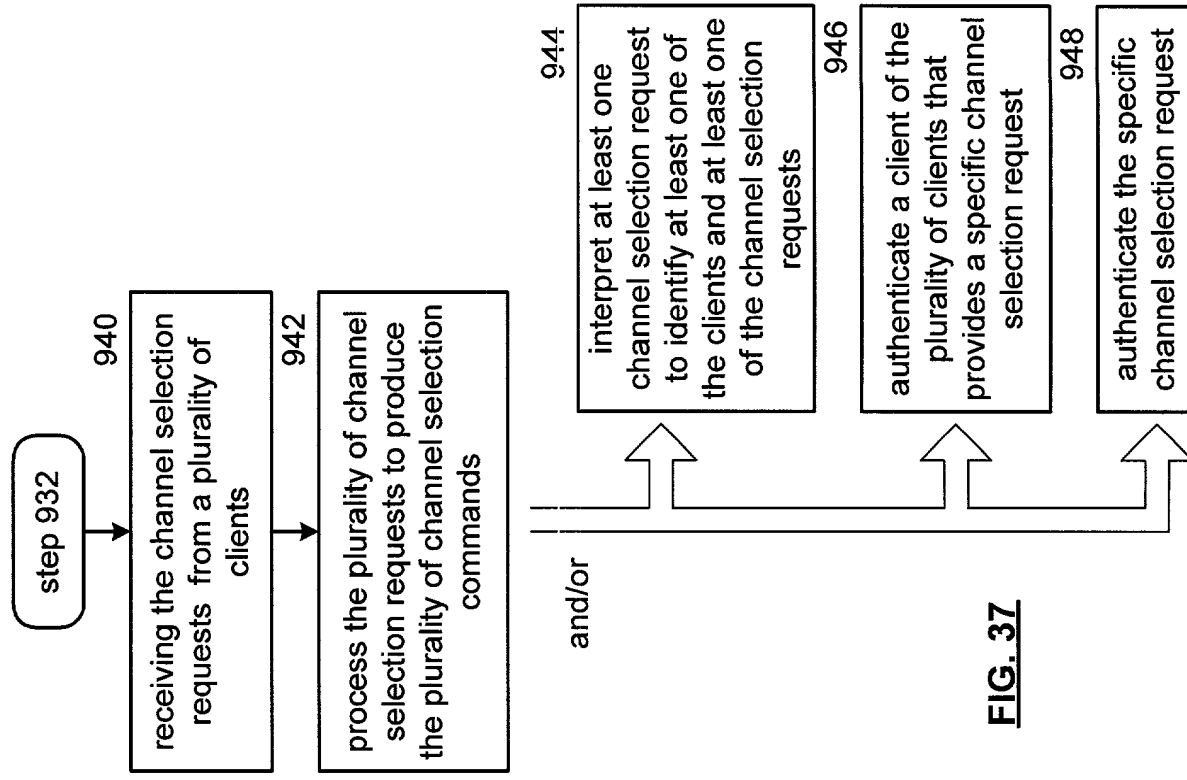 step 932
940
receiving the channel selection
requests from a plurality of
clients
942
process the plurality of channel
selection requests to produce
the plurality of channel selection
commands
and/or
944
interpret at least one
channel selection request
to identify at least one of
the clients and at least one
of the channel selection
requests
946
authenticate a client of the
plurality of clients that
provides a specific channel
selection request
948
authenticate the specific
channel selection request
FIG. 37